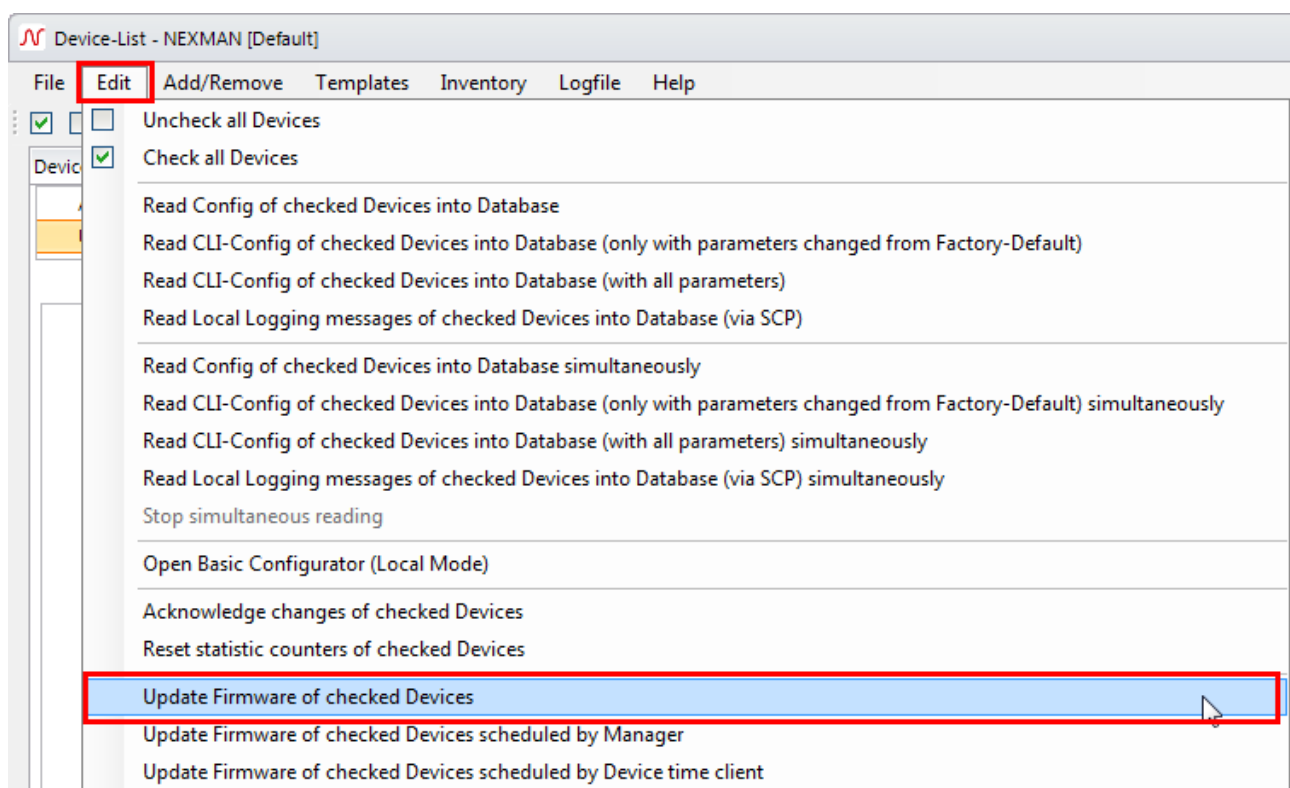 Device-List - NEXMAN [Default]
File Edit Add/Remove Templates Inventory Logfile Help
Uncheck all Devices
Check all Devices
Read Config of checked Devices into Database
Read CLI-Config of checked Devices into Database (only with parameters changed from Factory-Default)
Read CLI-Config of checked Devices into Database (with all parameters)
Read Local Logging messages of checked Devices into Database (via SCP)
Read Config of checked Devices into Database simultaneously
Read CLI-Config of checked Devices into Database (only with parameters changed from Factory-Default) simultaneously
Read CLI-Config of checked Devices into Database (with all parameters) simultaneously
Read Local Logging messages of checked Devices into Database (via SCP) simultaneously
Stop simultaneous reading
Open Basic Configurator (Local Mode)
Acknowledge changes of checked Devices
Reset statistic counters of checked Devices
Update Firmware of checked Devices
Update Firmware of checked Devices scheduled by Manager
Update Firmware of checked Devices scheduled by Device time client